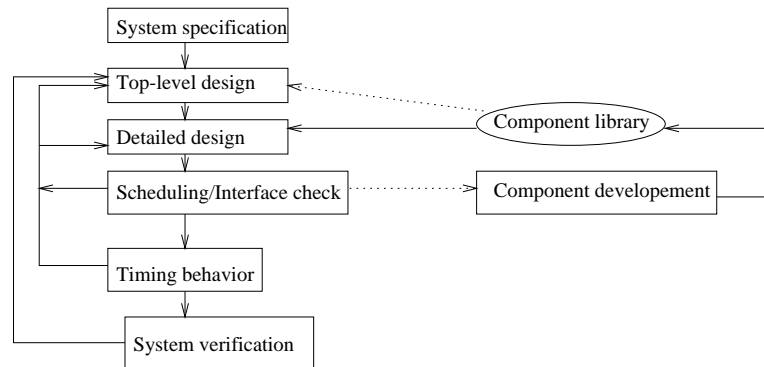 System specification
Top-level design
Component library
Detailed design
Scheduling/Interface check
Component developement
Timing behavior
System verification